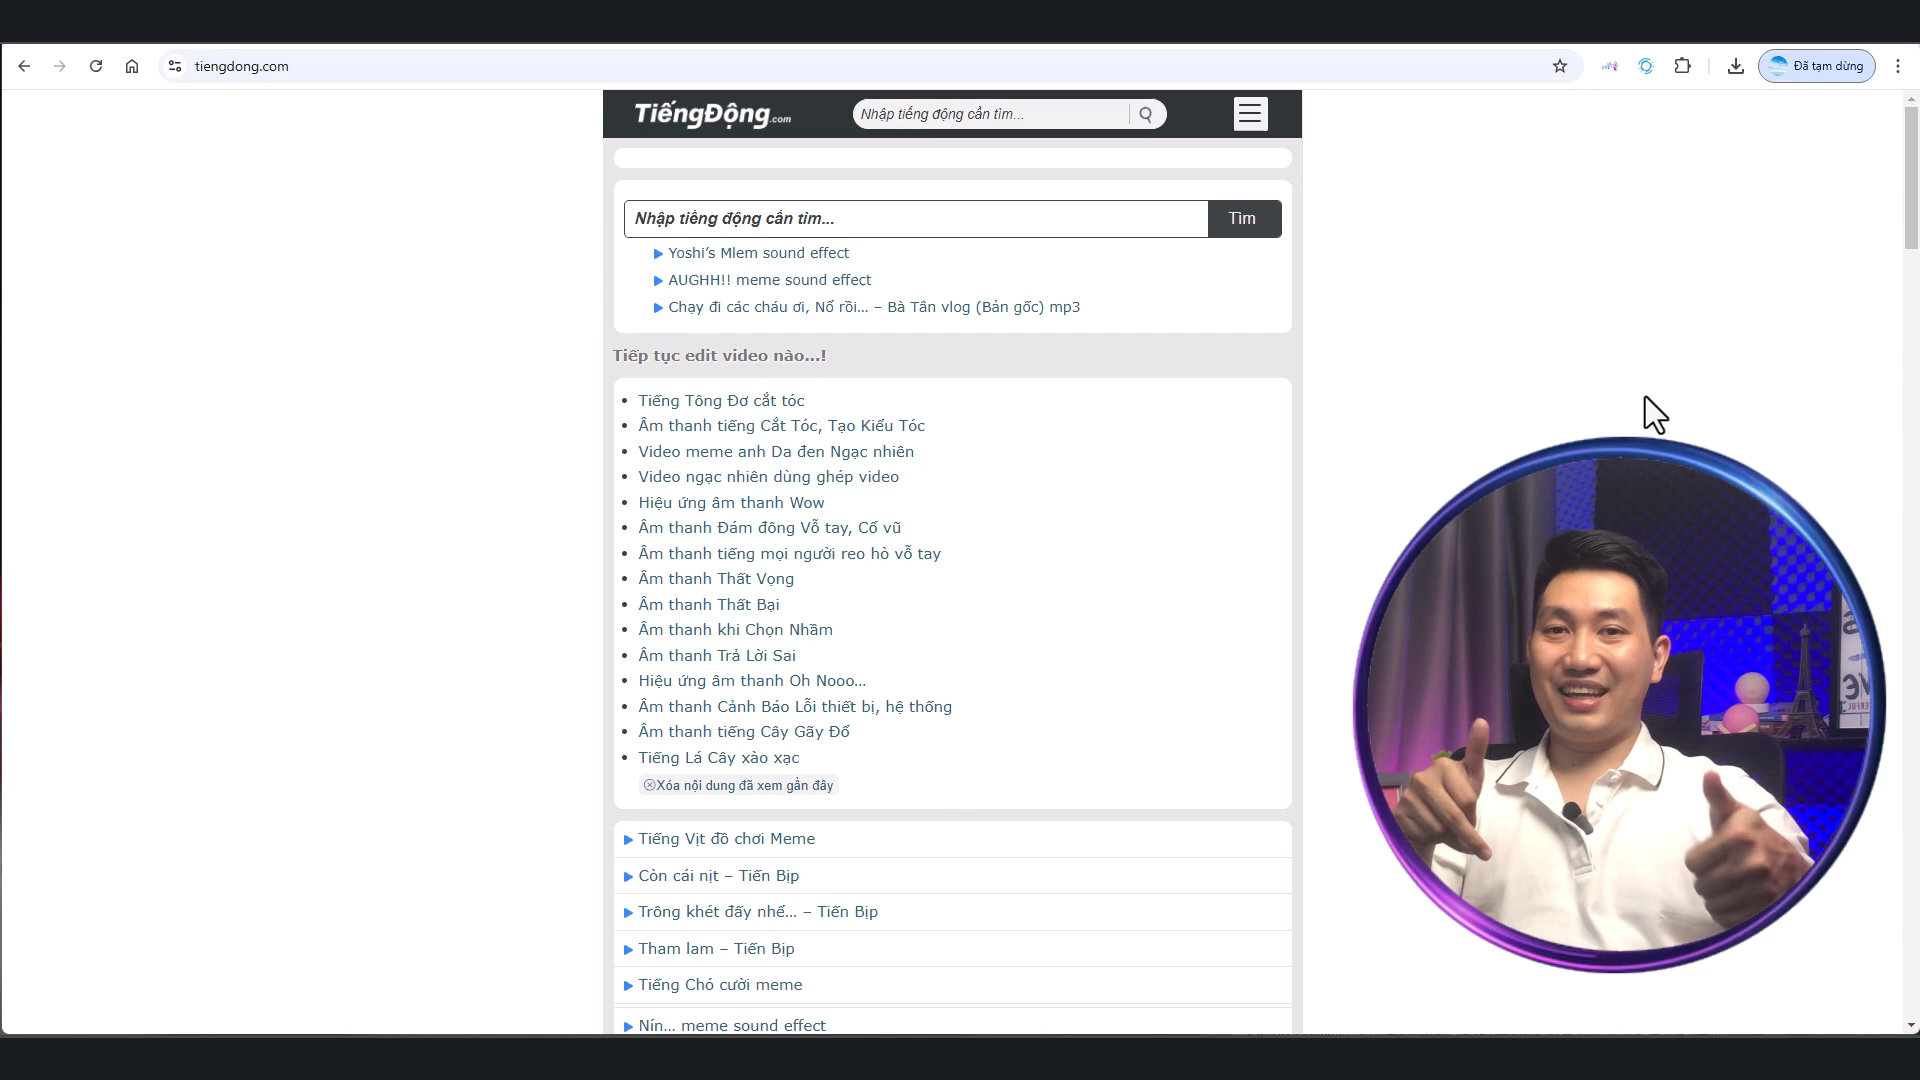 tiengdong.com
Đã tạm dừng
TiếngĐộng.com
Nhập tiếng động cần tìm...
Nhập tiếng động cần tìm...
Tìm
Yoshi’s Mlem sound effect
AUGHH!! meme sound effect
Chạy đi các cháu ơi, Nổ rồi... – Bà Tân vlog (Bản gốc) mp3
Tiếp tục edit video nào...!
Tiếng Tông Đơ cắt tóc
Âm thanh tiếng Cắt Tóc, Tạo Kiểu Tóc
Video meme anh Da đen Ngạc nhiên
Video ngạc nhiên dùng ghép video
Hiệu ứng âm thanh Wow
Âm thanh Đám đông Vỗ tay, Cổ vũ
Âm thanh tiếng mọi người reo hò vỗ tay
Âm thanh Thất Vọng
Âm thanh Thất Bại
Âm thanh khi Chọn Nhầm
Âm thanh Trả Lời Sai
Hiệu ứng âm thanh Oh Nooo...
Âm thanh Cảnh Báo Lỗi thiết bị, hệ thống
Âm thanh tiếng Cây Gãy Đổ
Tiếng Lá Cây xào xạc
Xóa nội dung đã xem gần đây
Tiếng Vịt đồ chơi Meme
Còn cái nịt – Tiến Bịp
Trông khét đấy nhể... – Tiến Bịp
Tham lam – Tiến Bịp
Tiếng Chó cười meme
Nín... meme sound effect